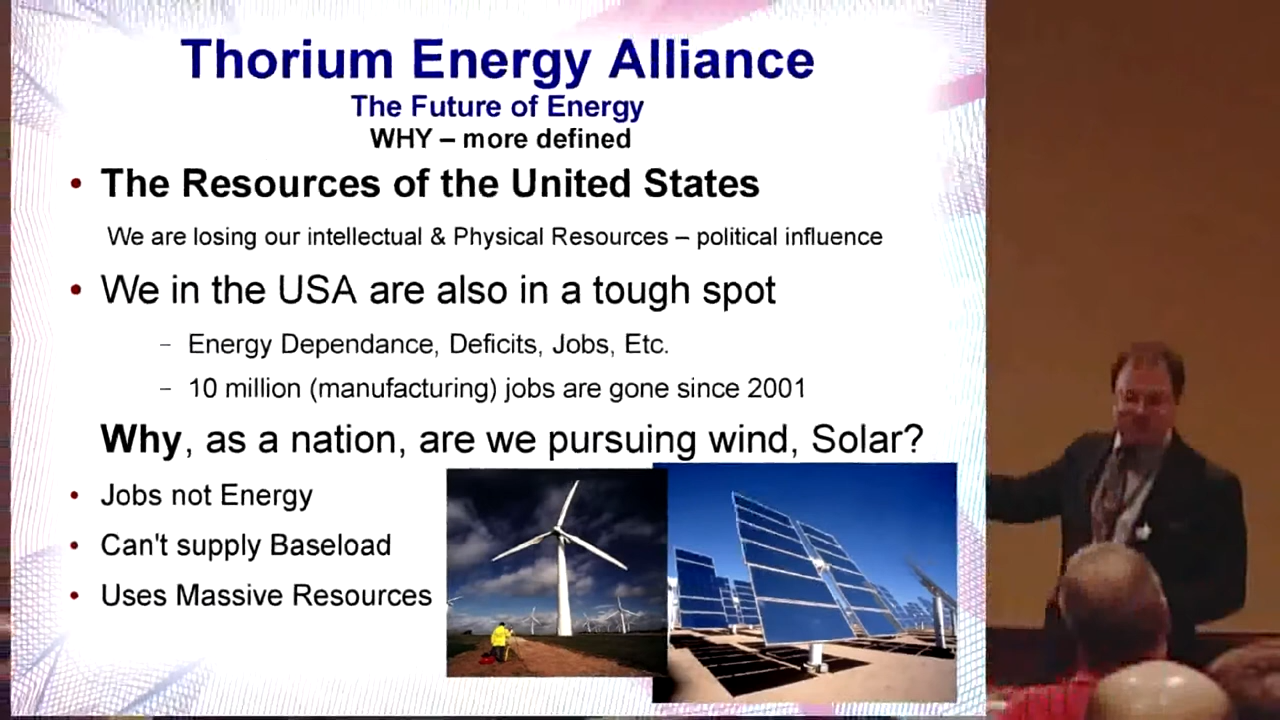 Thorium Energy Alliance
The Future of Energy
WHY – more defined
• The Resources of the United States
We are losing our intellectual & Physical Resources – political influence
• We in the USA are also in a tough spot
– Energy Dependance, Deficits, Jobs, Etc.
– 10 million (manufacturing) jobs are gone since 2001
Why, as a nation, are we pursuing wind, Solar?
• Jobs not Energy
• Can't supply Baseload
• Uses Massive Resources